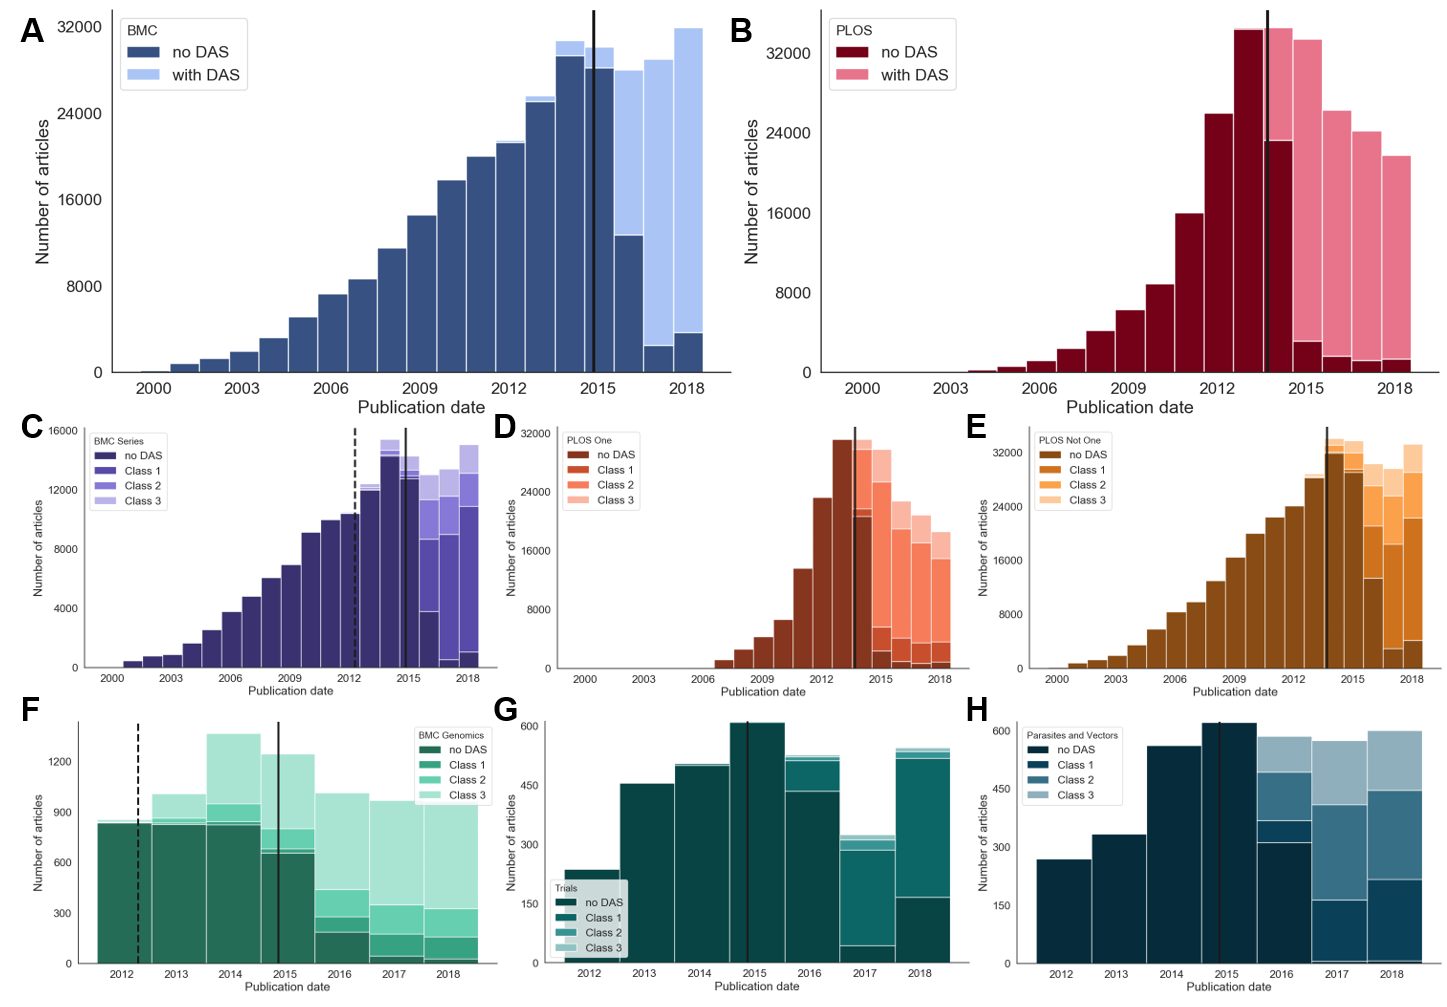 A
BMC
no DAS
with DAS
Number of articles
32000
24000
16000
8000
0
2000 2003 2006 2009 2012 2015 2018
Publication date
B
PLOS
no DAS
with DAS
Number of articles
32000
24000
16000
8000
0
2000 2003 2006 2009 2012 2015 2018
Publication date
C
BMC Series
no DAS
Class 1
Class 2
Class 3
Number of articles
16000
12000
8000
4000
0
2000 2003 2006 2009 2012 2015 2018
Publication date
D
PLOS One
no DAS
Class 1
Class 2
Class 3
Number of articles
32000
24000
16000
8000
0
2000 2003 2006 2009 2012 2015 2018
Publication date
E
PLOS Not One
no DAS
Class 1
Class 2
Class 3
Number of articles
32000
24000
16000
8000
0
2000 2003 2006 2009 2012 2015 2018
Publication date
F
BMC Genomics
no DAS
Class 1
Class 2
Class 3
Number of articles
1200
900
600
300
0
2012 2013 2014 2015 2016 2017 2018
Publication date
G
Trials
no DAS
Class 1
Class 2
Class 3
Number of articles
600
450
300
150
0
2012 2013 2014 2015 2016 2017 2018
Publication date
H
Parasites and Vectors
no DAS
Class 1
Class 2
Class 3
Number of articles
600
450
300
150
0
2012 2013 2014 2015 2016 2017 2018
Publication date